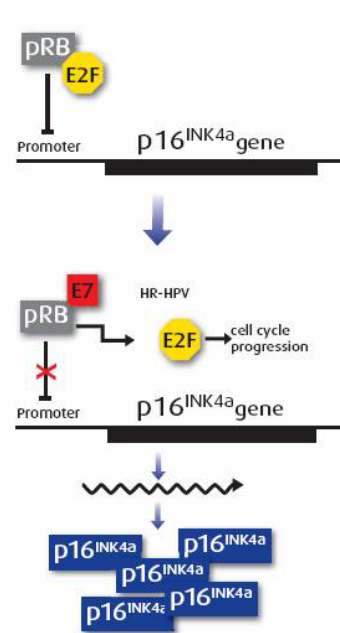 pRB
E2F
Promoter
p16INK4a gene
E7
HR-HPV
pRB
E2F
cell cycle
progression
Promoter
p16INK4a gene
p16INK4a
p16INK4a
p16INK4a
p16INK4a
p16INK4a